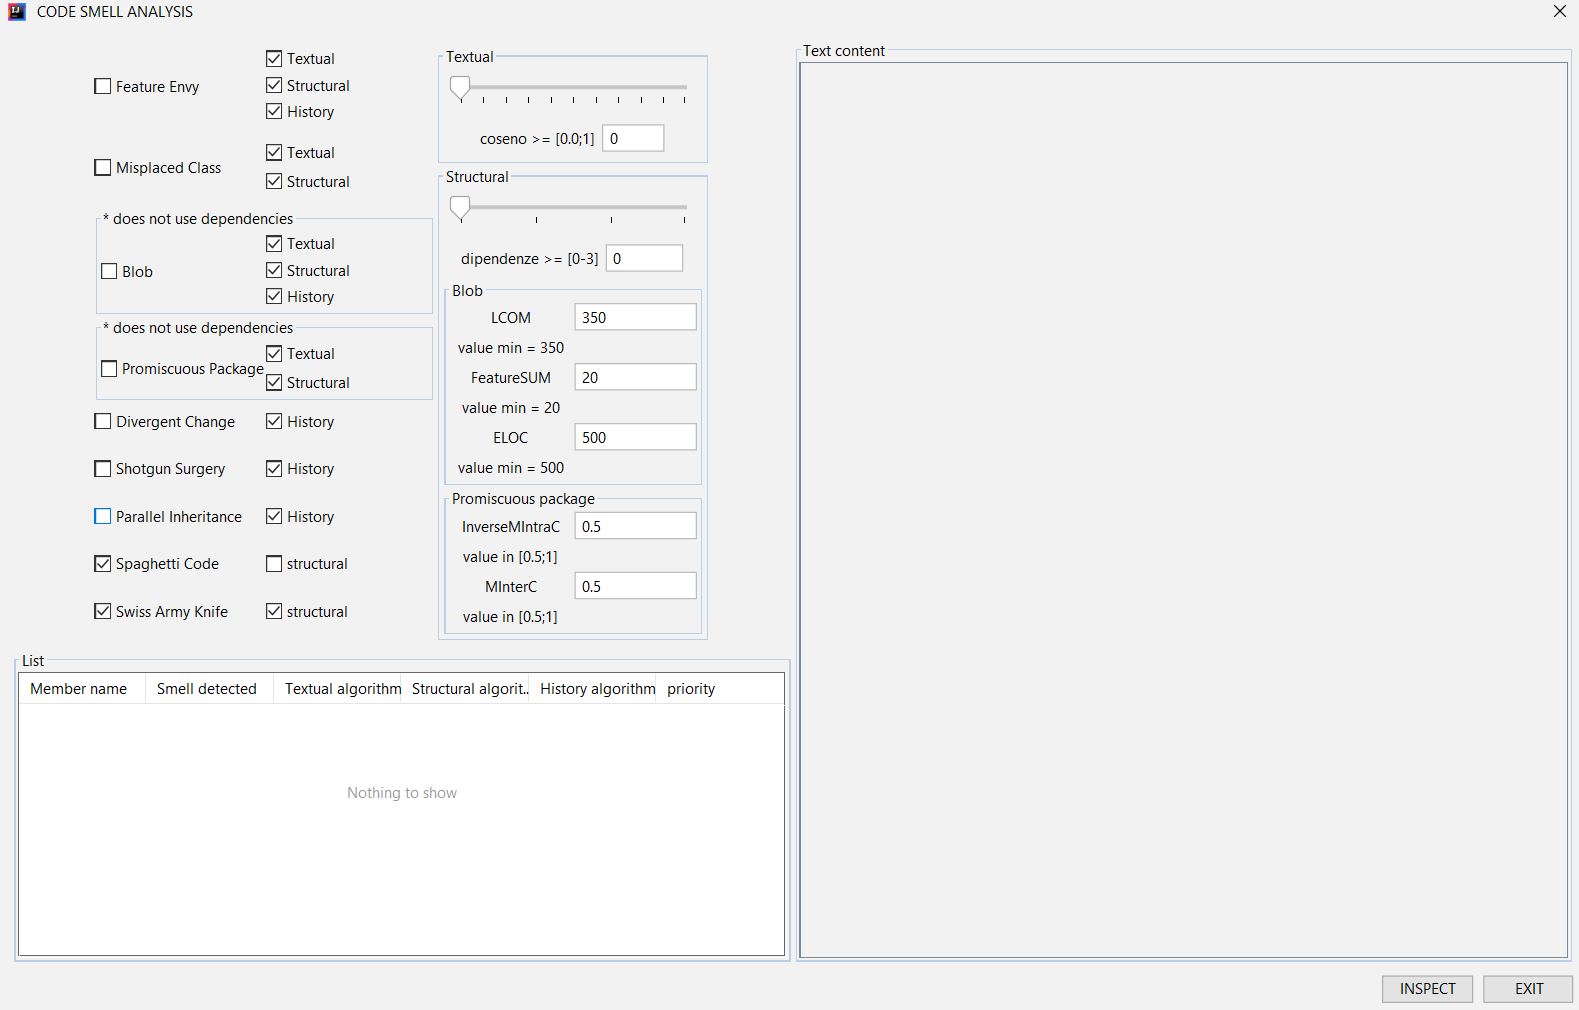 CODE SMELL ANALYSIS
Feature Envy
Textual
Structural
History
Misplaced Class
Textual
Structural
* does not use dependencies
Blob
Textual
Structural
History
* does not use dependencies
Promiscuous Package
Textual
Structural
Divergent Change
History
Shotgun Surgery
History
Parallel Inheritance
History
Spaghetti Code
structural
Swiss Army Knife
structural
Textual
coseno >= [0.0;1] 0
Structural
dipendenze >= [0-3] 0
Blob
LCOM 350
value min = 350
FeatureSUM 20
value min = 20
ELOC 500
value min = 500
Promiscuous package
InverseMIntraC 0.5
value in [0.5;1]
MInterC 0.5
value in [0.5;1]
List
Member name Smell detected Textual algorithm Structural algorit.. History algorithm priority
Nothing to show
Text content
INSPECT
EXIT